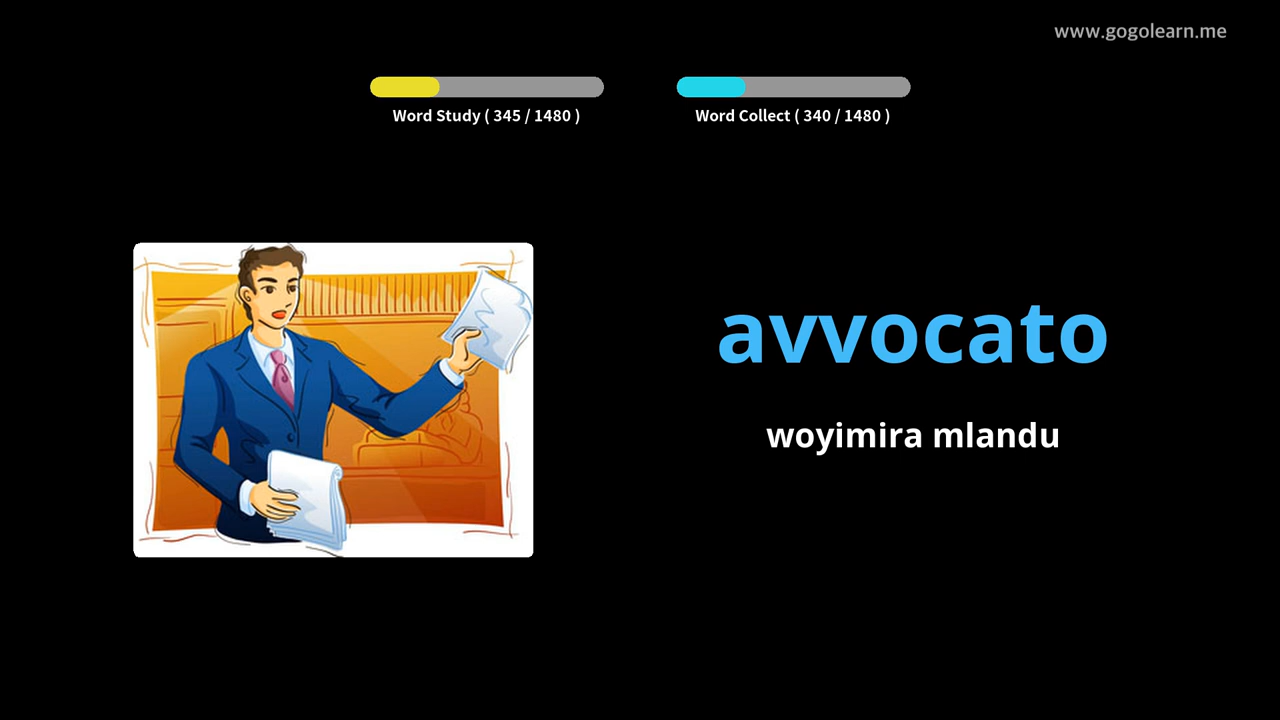 www.gogolearn.me
Word Study ( 345 / 1480 )
Word Collect ( 340 / 1480 )
avvocato
woyimira mlandu